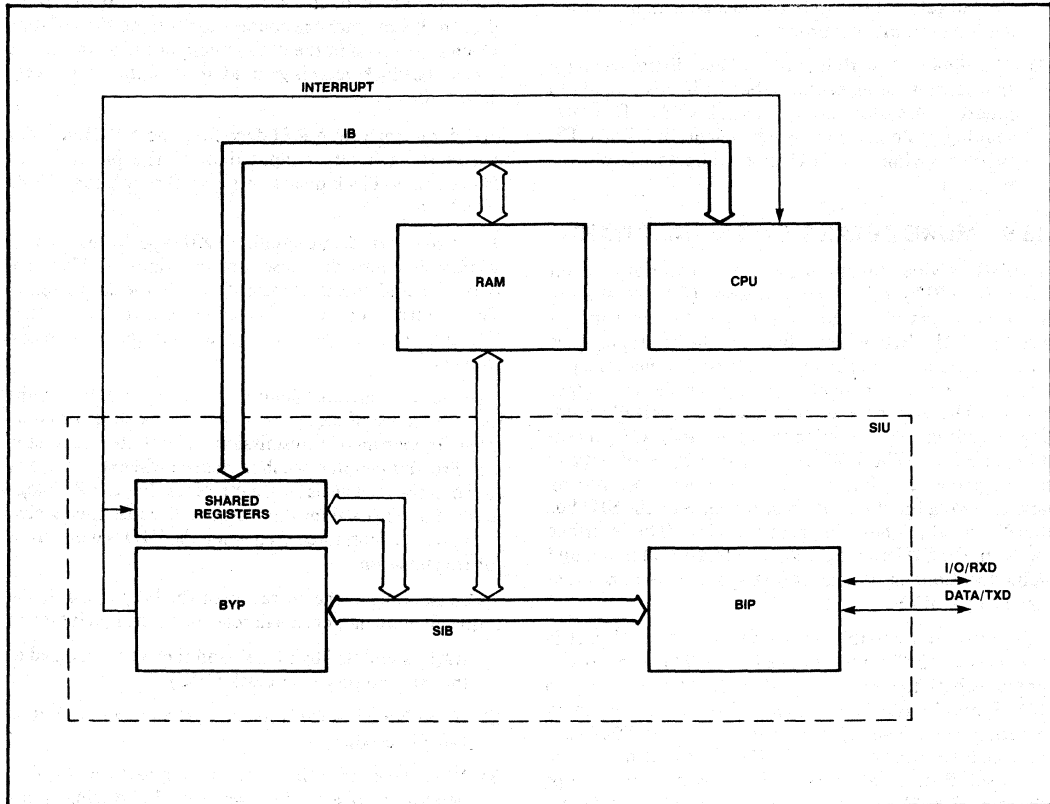 INTERRUPT
IB
RAM
CPU
SIU
SHARED
REGISTERS
BYP
SIB
BIP
I/O/RXD
DATA/TXD